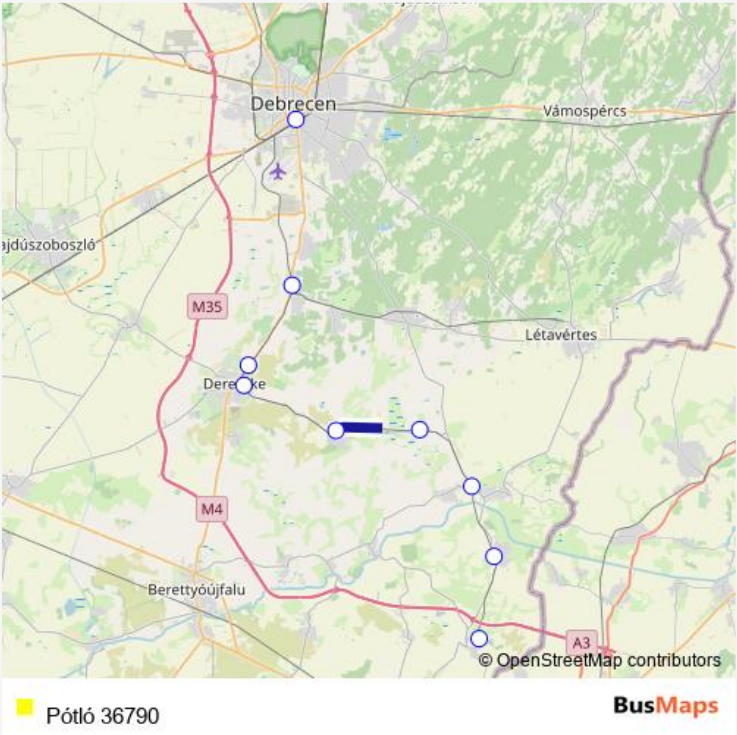 Debrecen
Vámospércs
ajdúszoboszló
M35
Létavértes
M4
Berettyóújfalu
A3
© OpenStreetMap contributors
Pótló 36790
BusMaps